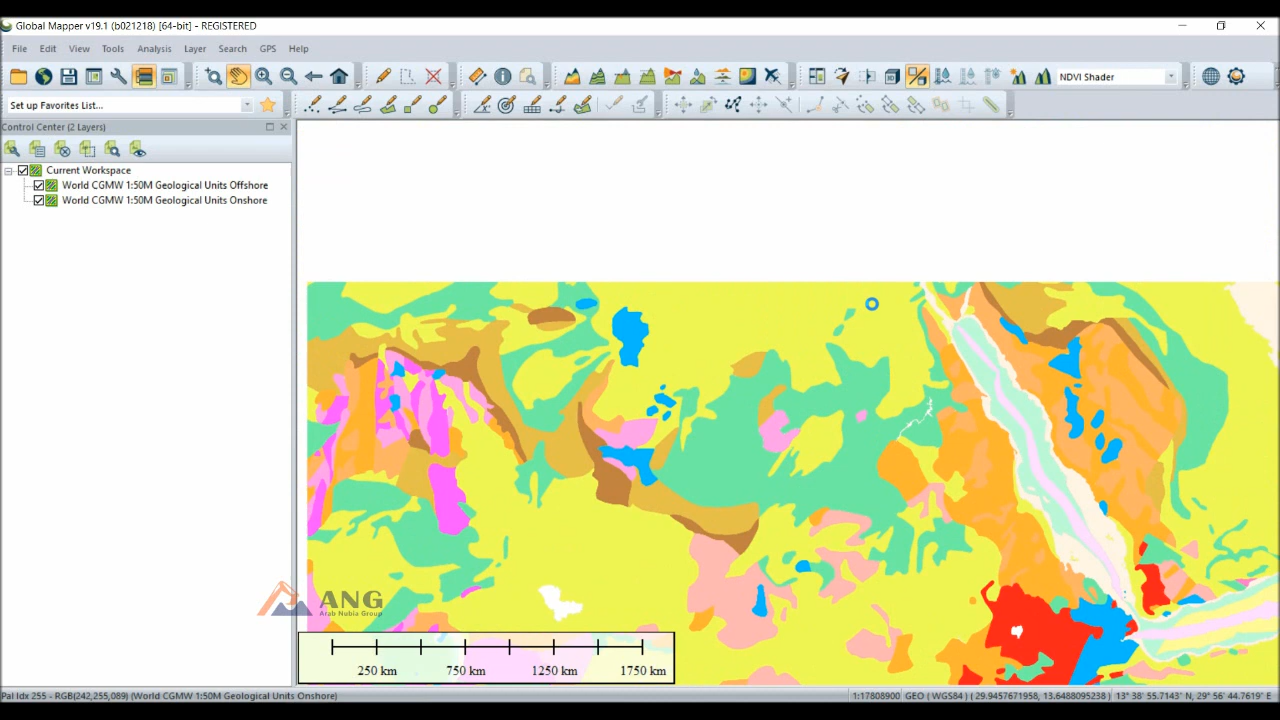 Global Mapper v19.1 (b021218) [64-bit] - REGISTERED
File Edit View Tools Analysis Layer Search GPS Help
NDVI Shader
Set up Favorites List...
Control Center (2 Layers)
Current Workspace
World CGMW 1:50M Geological Units Offshore
World CGMW 1:50M Geological Units Onshore
ANG
Arab Nubia Group
250 km 750 km 1250 km 1750 km
Pal Idx 255 - RGB(242,255,089) (World CGMW 1:50M Geological Units Onshore)
1:17808900 GEO ( WGS84 ) ( 29.9457671958, 13.6488095238 ) 13° 38' 55.7143" N, 29° 56' 44.7619" E